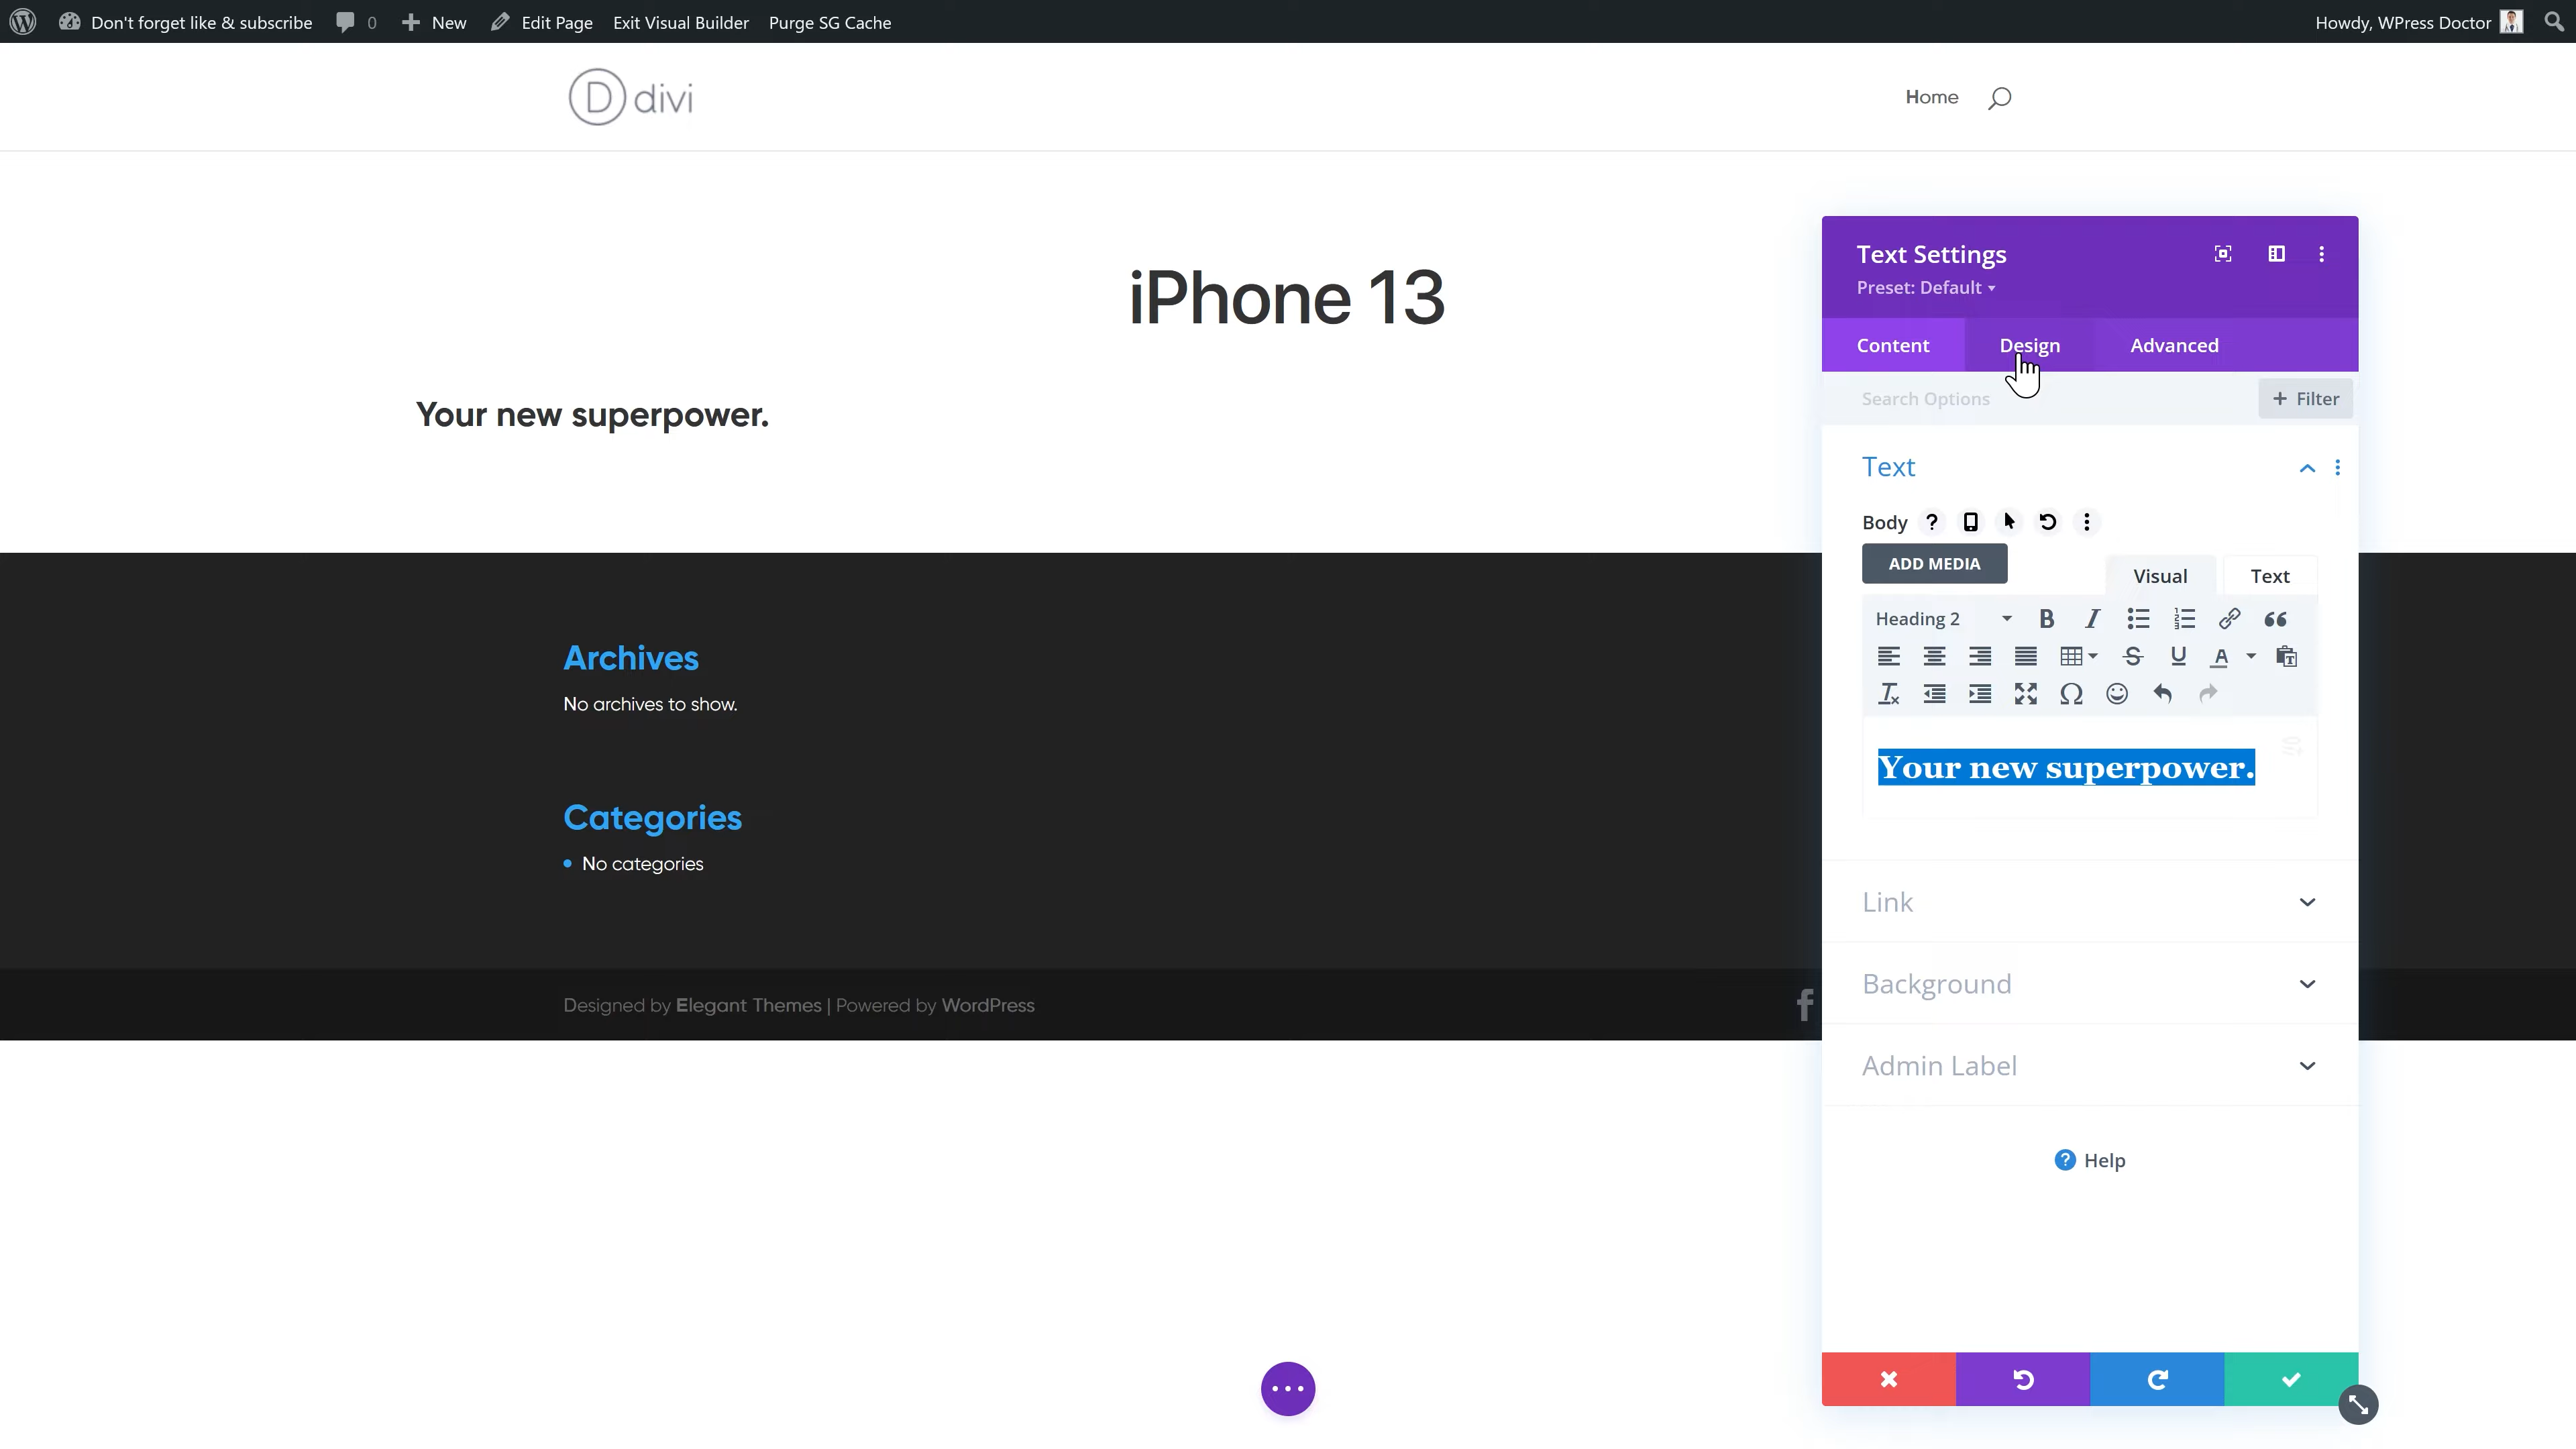 Don't forget like & subscribe 0 New Edit Page Exit Visual Builder Purge SG Cache Howdy, WPress Doctor
D divi
Home
iPhone 13
Your new superpower.
Text Settings
Preset: Default
Content Design Advanced
Search Options
+ Filter
Text
Body
ADD MEDIA
Visual Text
Heading 2
Your new superpower.
Link
Background
Admin Label
Help
Archives
No archives to show.
Categories
No categories
Designed by Elegant Themes | Powered by WordPress